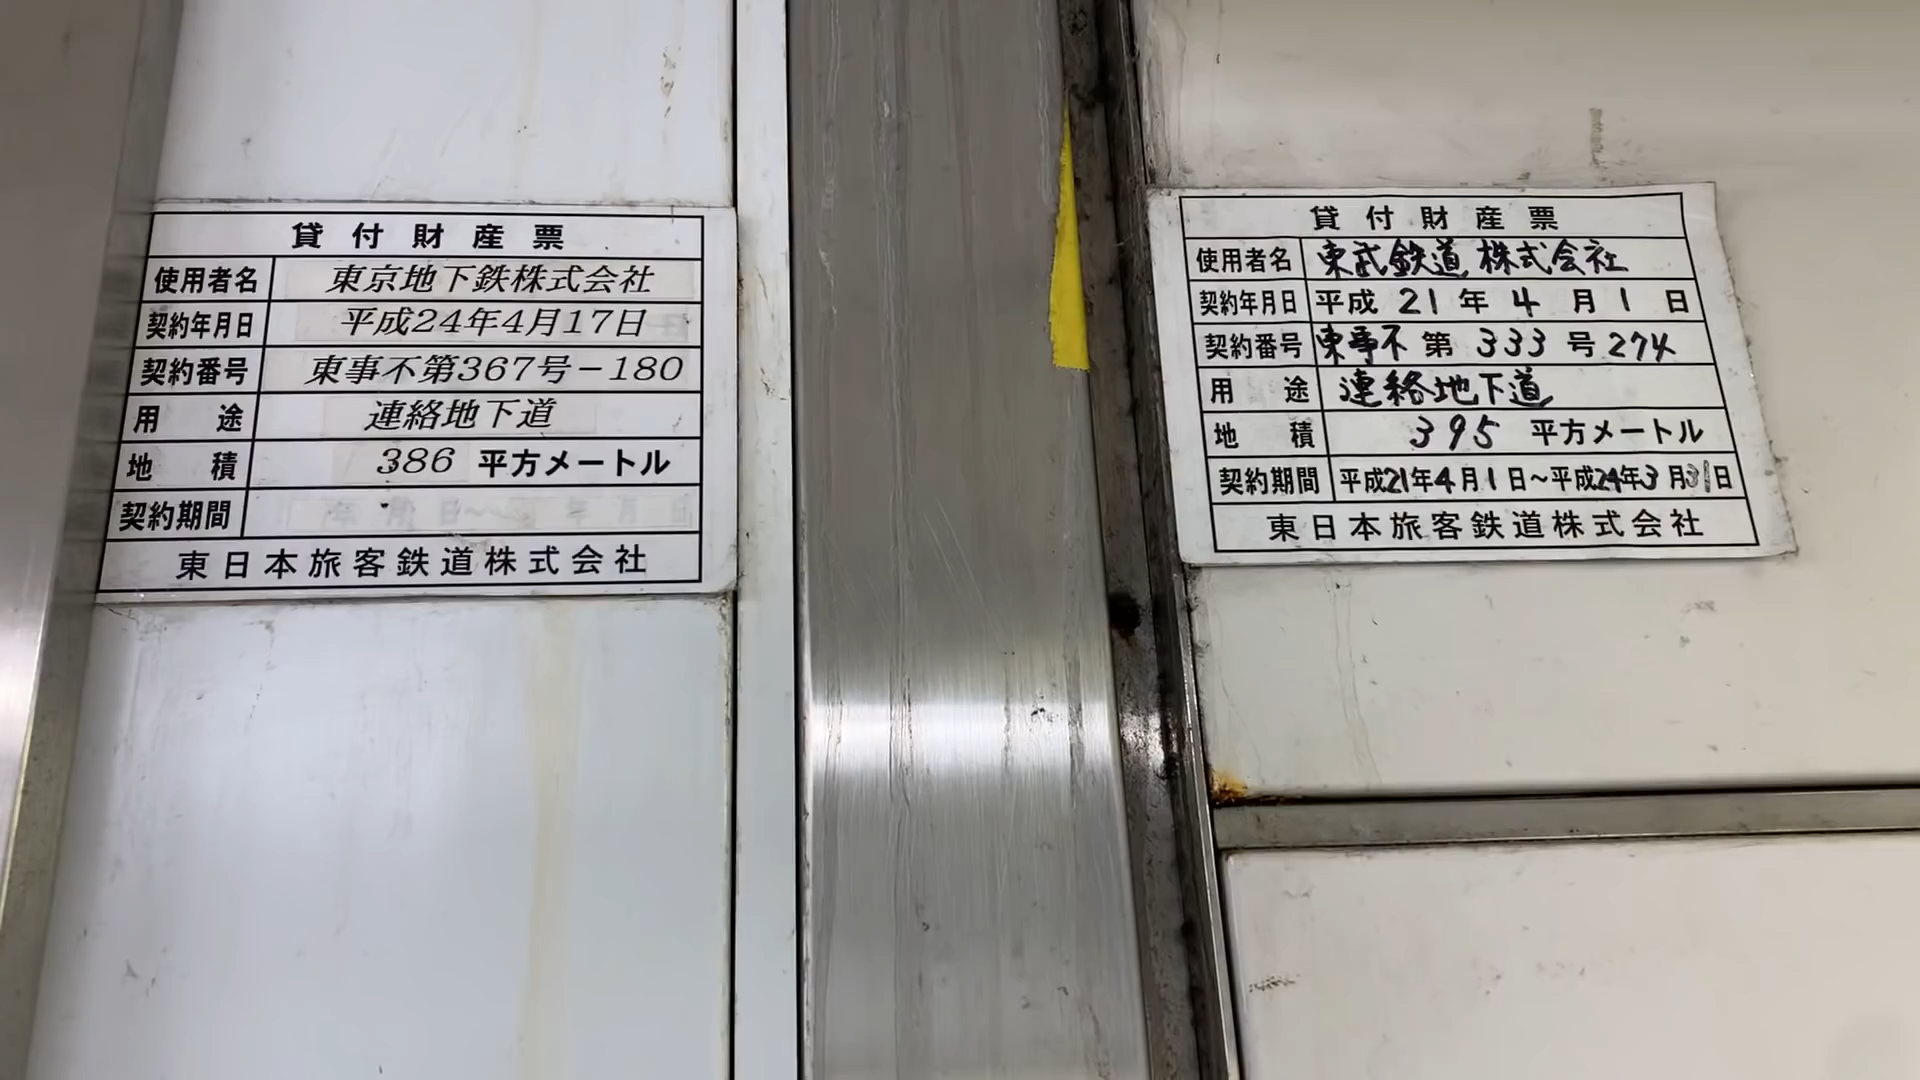 貸付財産票
使用者名 東京地下鉄株式会社
契約年月日 平成24年4月17日
契約番号 東事不第367号－180
用途 連絡地下道
地積 386 平方メートル
契約期間 年 月 日～ 年 月 日
東日本旅客鉄道株式会社
貸付財産票
使用者名 東武鉄道株式会社
契約年月日 平成21年4月1日
契約番号 東事不第333号274
用途 連絡地下道
地積 395 平方メートル
契約期間 平成21年4月1日～平成24年3月31日
東日本旅客鉄道株式会社